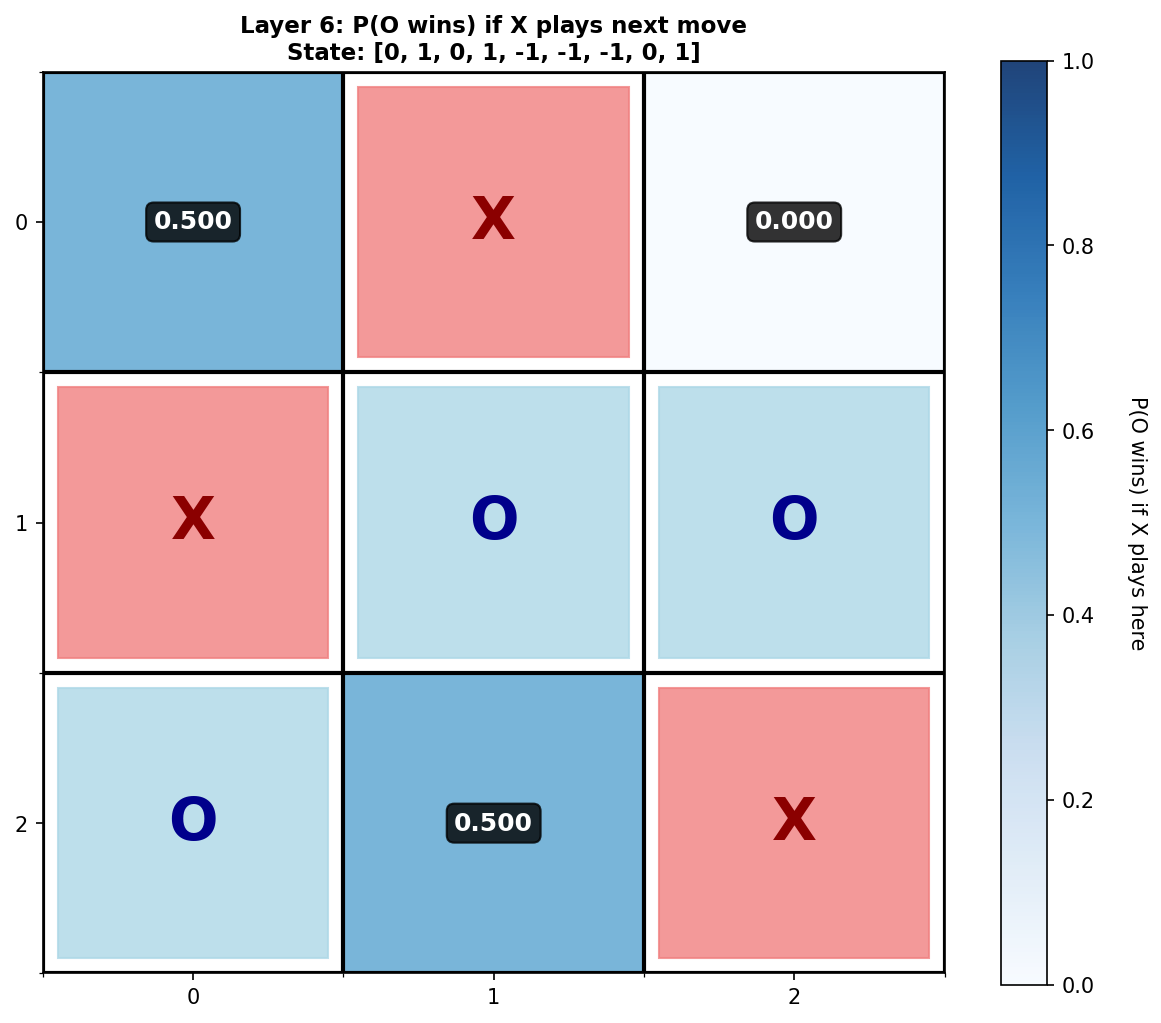 Layer 6: P(O wins) if X plays next move
State: [0, 1, 0, 1, -1, -1, -1, 0, 1]
0
0.500
X
0.000
1
X
O
O
2
O
0.500
X
0
1
2
1.0
0.8
0.6
0.4
0.2
0.0
P(O wins) if X plays here